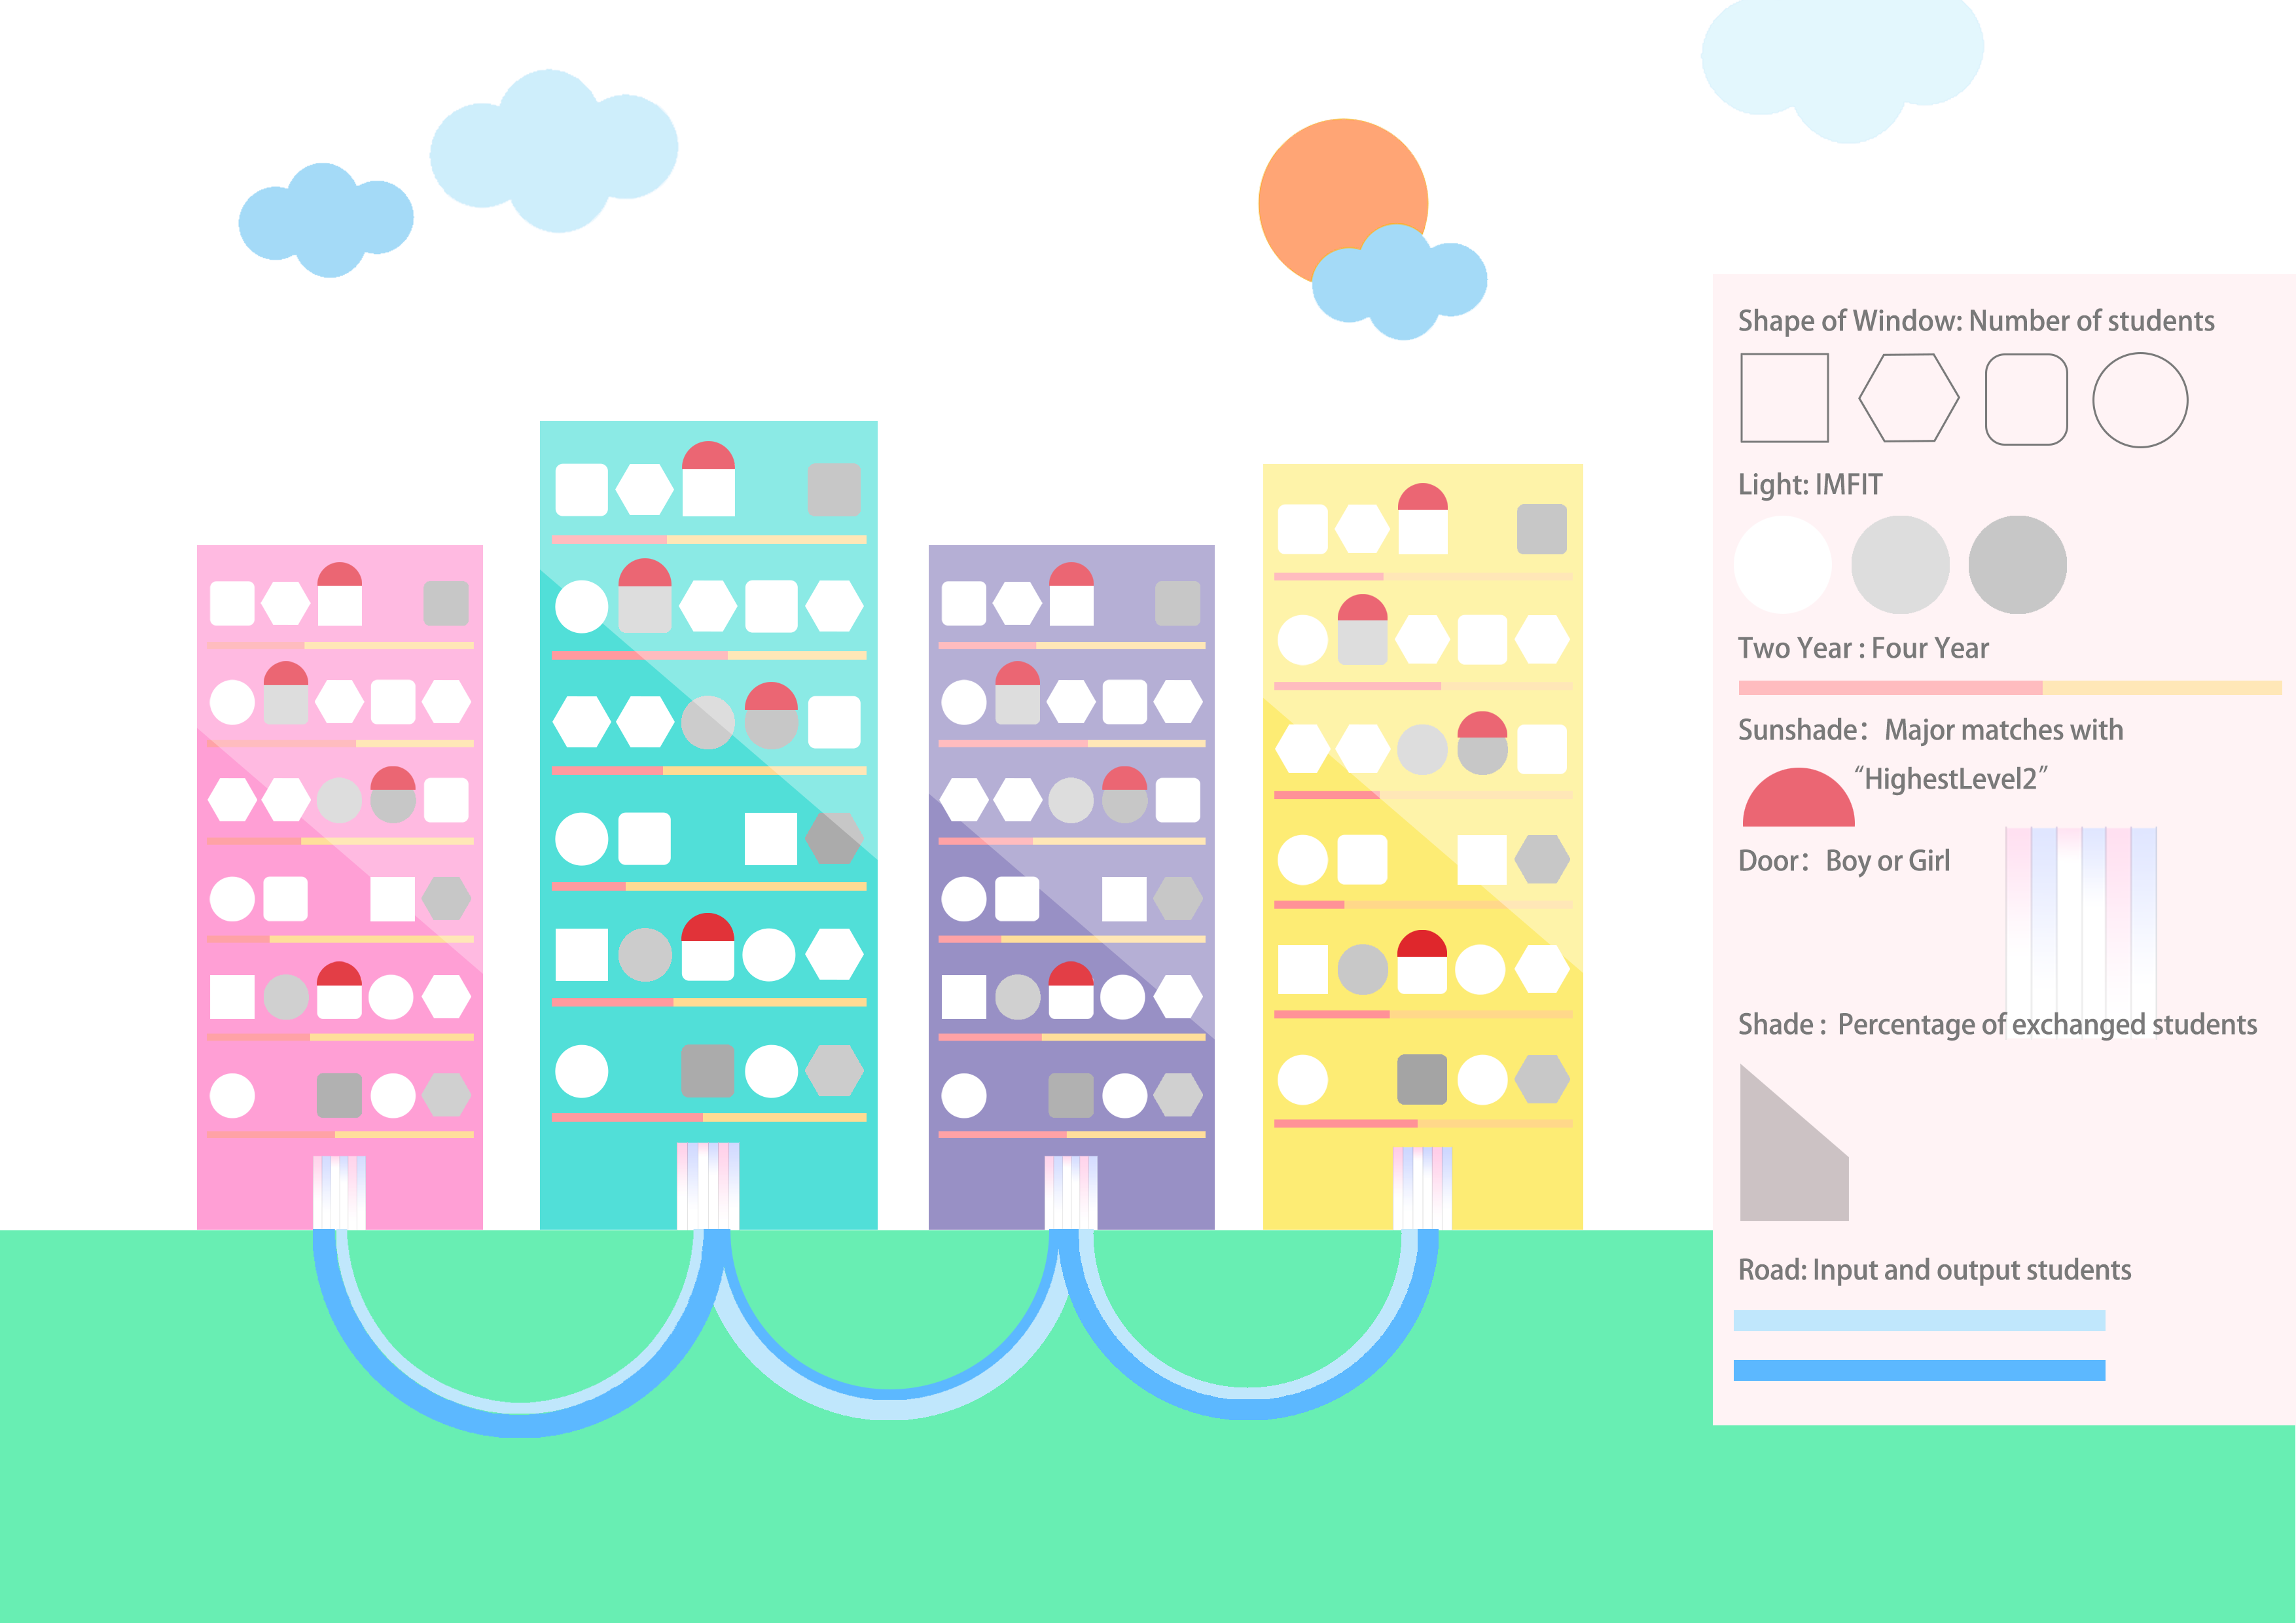 Shape of Window: Number of students
Light: IMFIT
Two Year : Four Year
Sunshade： Major matches with
“HighestLevel2”
Door： Boy or Girl
Shade : Percentage of exchanged students
Road: Input and output students